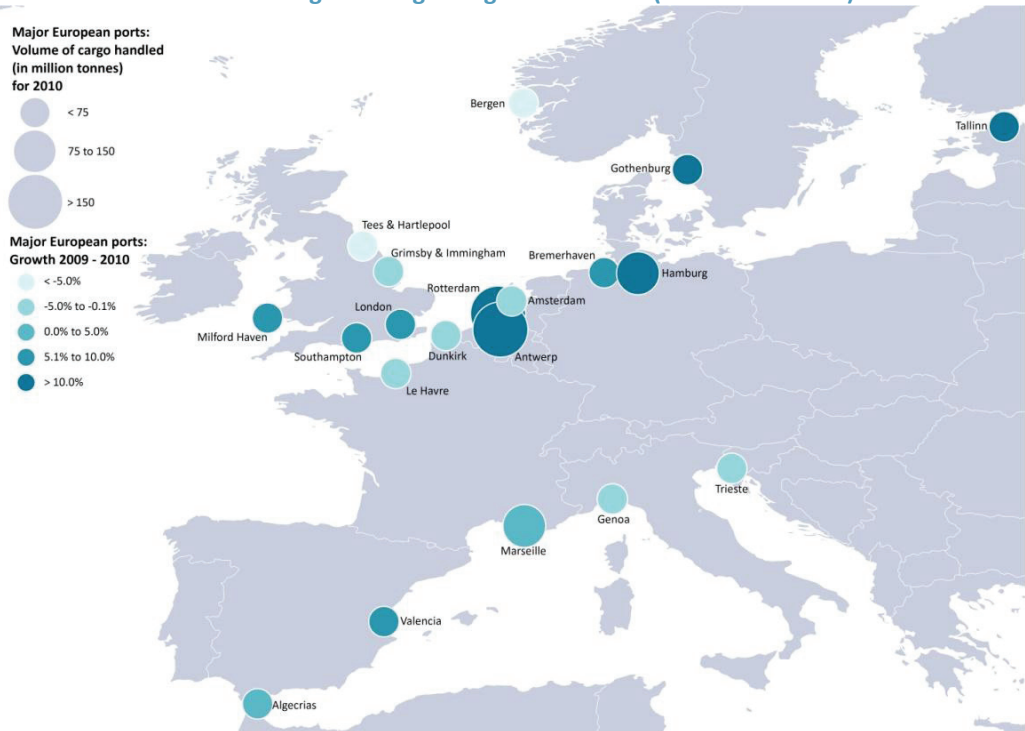 Major European ports:
Volume of cargo handled
(in million tonnes)
for 2010
< 75
75 to 150
> 150
Major European ports:
Growth 2009 - 2010
< -5.0%
-5.0% to -0.1%
0.0% to 5.0%
5.1% to 10.0%
> 10.0%
Bergen
Tallinn
Gothenburg
Tees & Hartlepool
Grimsby & Immingham
Bremerhaven
Hamburg
Rotterdam
Amsterdam
London
Milford Haven
Southampton
Dunkirk
Antwerp
Le Havre
Trieste
Genoa
Marseille
Valencia
Algecrias